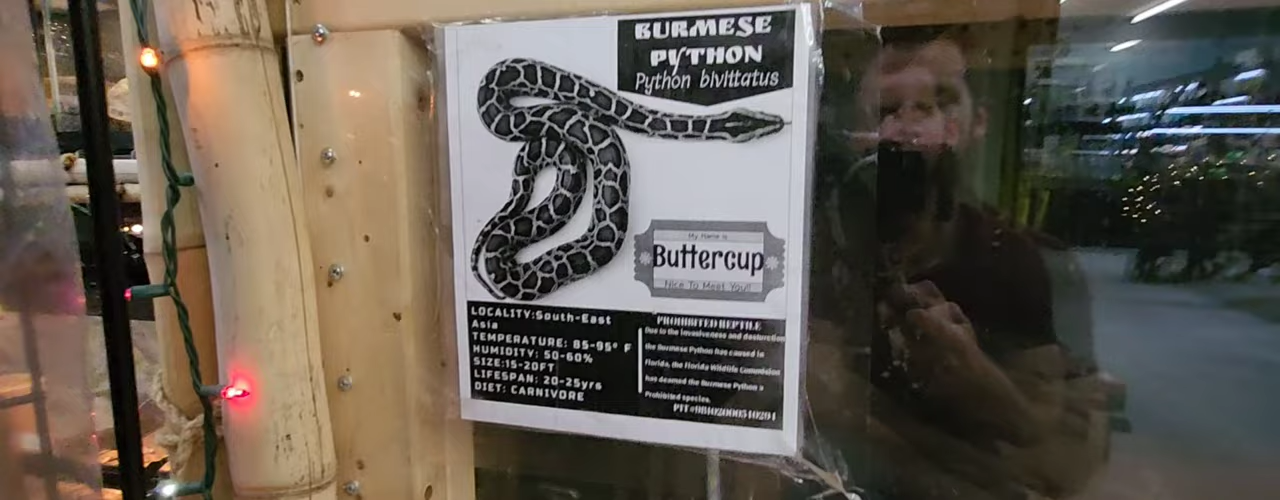 BURMESE
PYTHON
Python bivittatus
My Name is
Buttercup
Nice To Meet You!!
LOCALITY:South-East
Asia
TEMPERATURE: 85-95° F
HUMIDITY: 50-60%
SIZE:15-20FT
LIFESPAN: 20-25yrs
DIET: CARNIVORE
PROHIBITED REPTILE
Due to the invasiveness and destruction
the Burmese Python has caused in
Florida, the Florida Wildlife Commission
has deamed the Burmese Python a
Prohibited species.